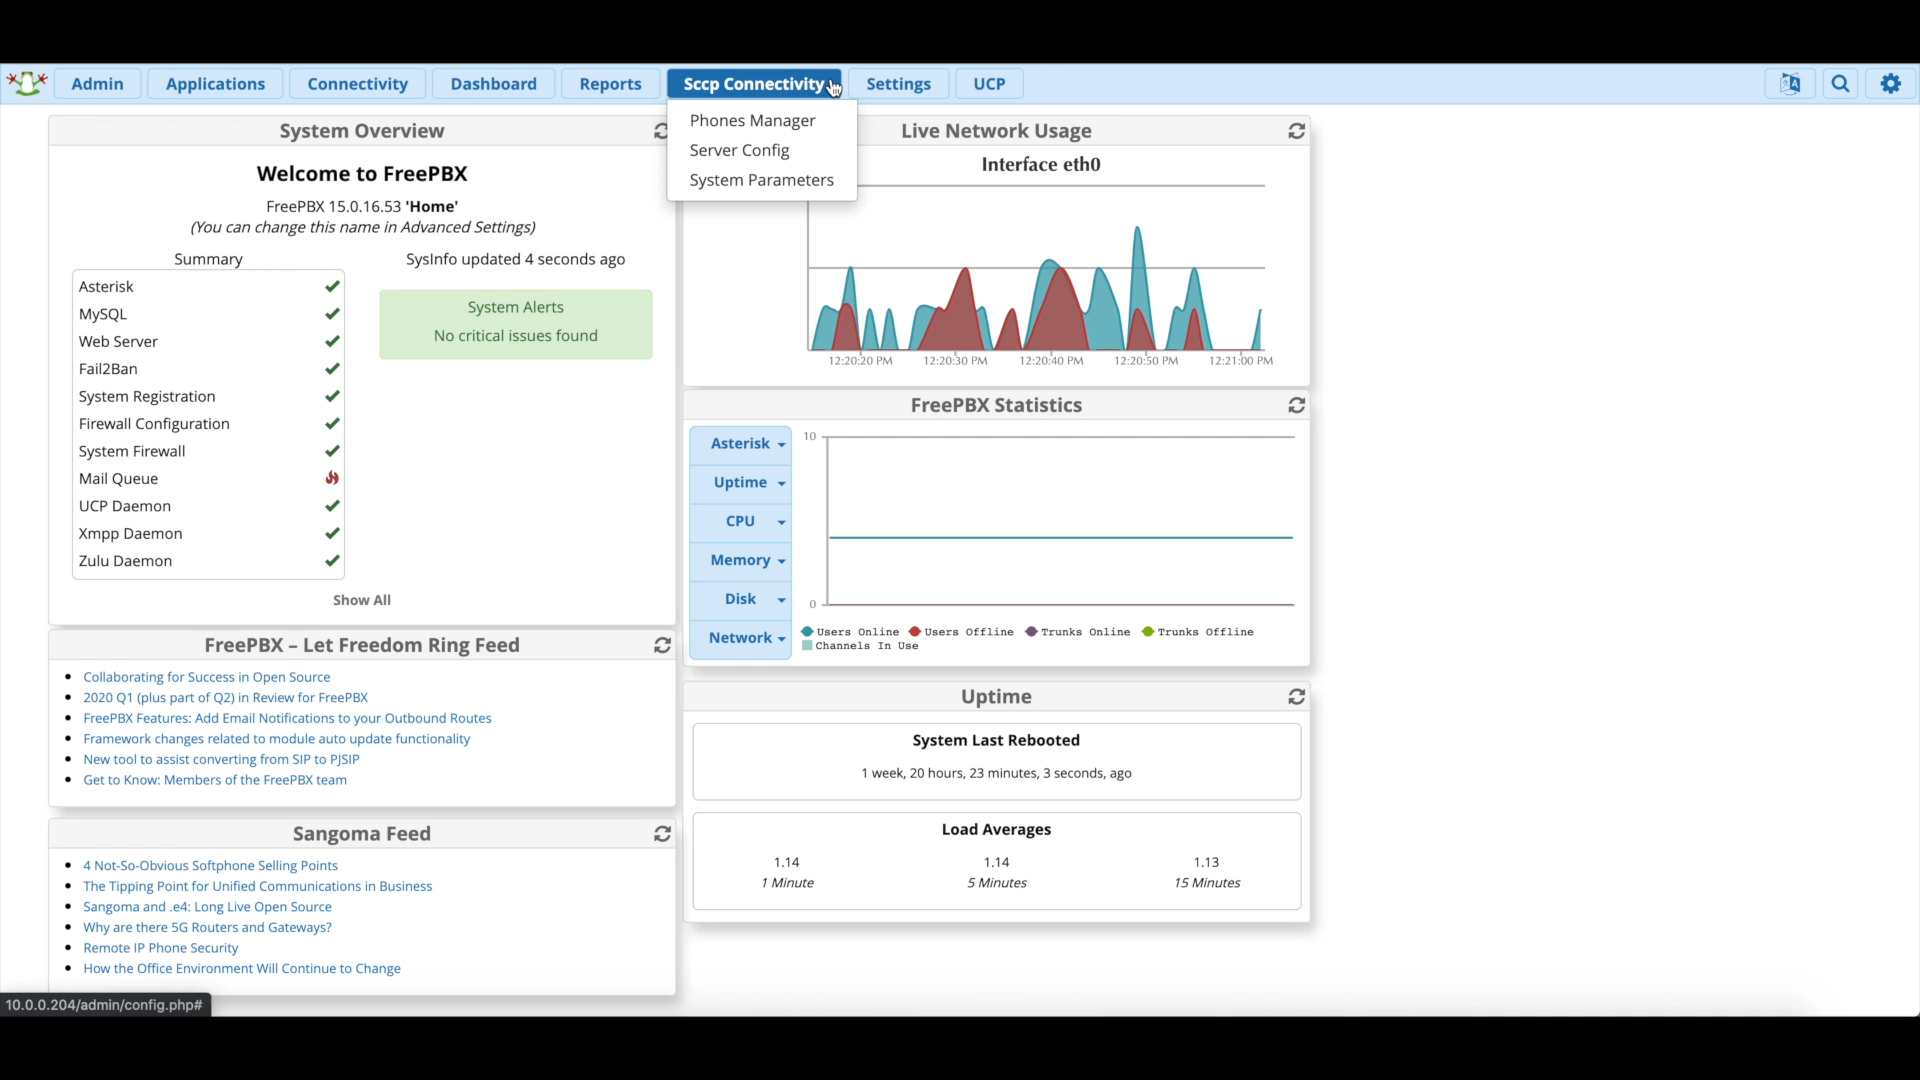 Admin
Applications
Connectivity
Dashboard
Reports
Sccp Connectivity
Settings
UCP
Phones Manager
Server Config
System Parameters
System Overview
Welcome to FreePBX
FreePBX 15.0.16.53 'Home'
(You can change this name in Advanced Settings)
Summary
Asterisk
MySQL
Web Server
Fail2Ban
System Registration
Firewall Configuration
System Firewall
Mail Queue
UCP Daemon
Xmpp Daemon
Zulu Daemon
SysInfo updated 4 seconds ago
System Alerts
No critical issues found
Show All
FreePBX – Let Freedom Ring Feed
Collaborating for Success in Open Source
2020 Q1 (plus part of Q2) in Review for FreePBX
FreePBX Features: Add Email Notifications to your Outbound Routes
Framework changes related to module auto update functionality
New tool to assist converting from SIP to PJSIP
Get to Know: Members of the FreePBX team
Sangoma Feed
4 Not-So-Obvious Softphone Selling Points
The Tipping Point for Unified Communications in Business
Sangoma and .e4: Long Live Open Source
Why are there 5G Routers and Gateways?
Remote IP Phone Security
How the Office Environment Will Continue to Change
10.0.0.204/admin/config.php#
Live Network Usage
Interface eth0
12:20:20 PM 12:20:30 PM 12:20:40 PM 12:20:50 PM 12:21:00 PM
FreePBX Statistics
Asterisk
Uptime
CPU
Memory
Disk
Network
10
0
Users Online Users Offline Trunks Online Trunks Offline
Channels In Use
Uptime
System Last Rebooted
1 week, 20 hours, 23 minutes, 3 seconds, ago
Load Averages
1.14 1.14 1.13
1 Minute 5 Minutes 15 Minutes